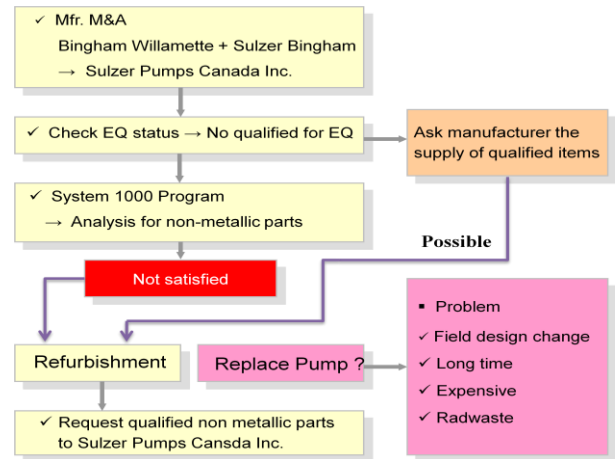 ✓ Mfr. M&A
Bingham Willamette + Sulzer Bingham
→ Sulzer Pumps Canada Inc.
✓ Check EQ status → No qualified for EQ
Ask manufacturer the
supply of qualified items
✓ System 1000 Program
→ Analysis for non-metallic parts
Possible
Not satisfied
Refurbishment
Replace Pump ?
▪ Problem
✓ Field design change
✓ Long time
✓ Expensive
✓ Radwaste
✓ Request qualified non metallic parts
to Sulzer Pumps Cansda Inc.